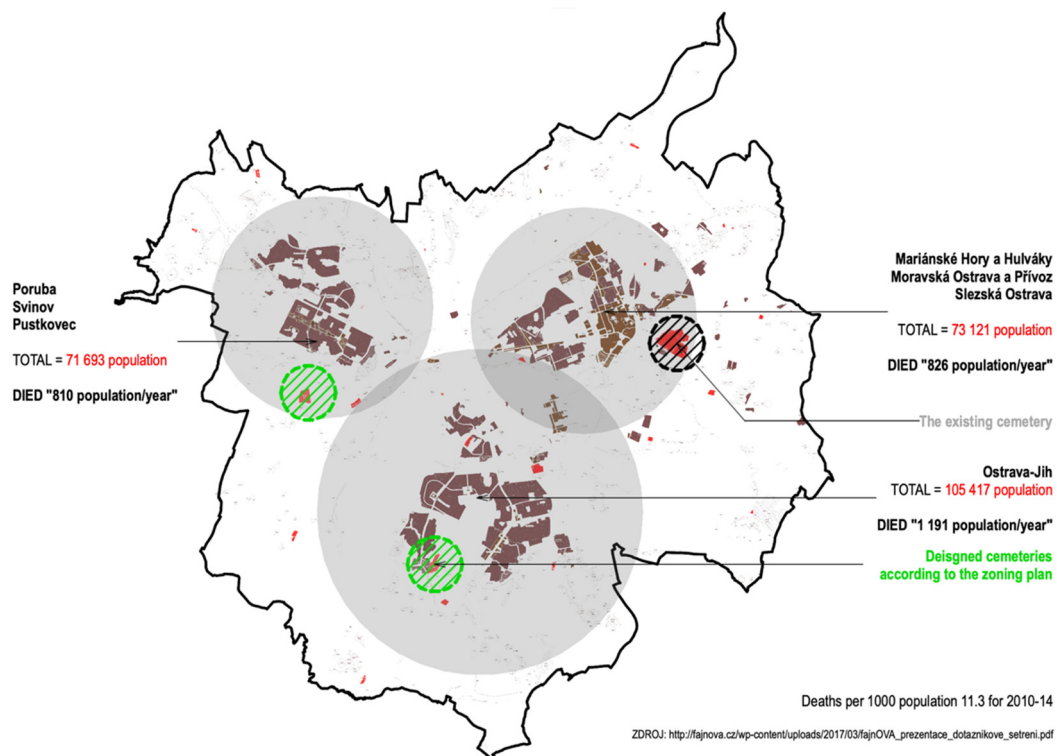 Poruba
Svinov
Pustkovec
TOTAL = 71 693 population
DIED "810 population/year"
Mariánské Hory a Hulváky
Moravská Ostrava a Přívoz
Slezská Ostrava
TOTAL = 73 121 population
DIED "826 population/year"
The existing cemetery
Ostrava-Jih
TOTAL = 105 417 population
DIED "1 191 population/year"
Deisgned cemeteries
according to the zoning plan
Deaths per 1000 population 11.3 for 2010-14
ZDROJ: http://fajnova.cz/wp-content/uploads/2017/03/fajnOVA_prezentace_dotaznikove_setreni.pdf